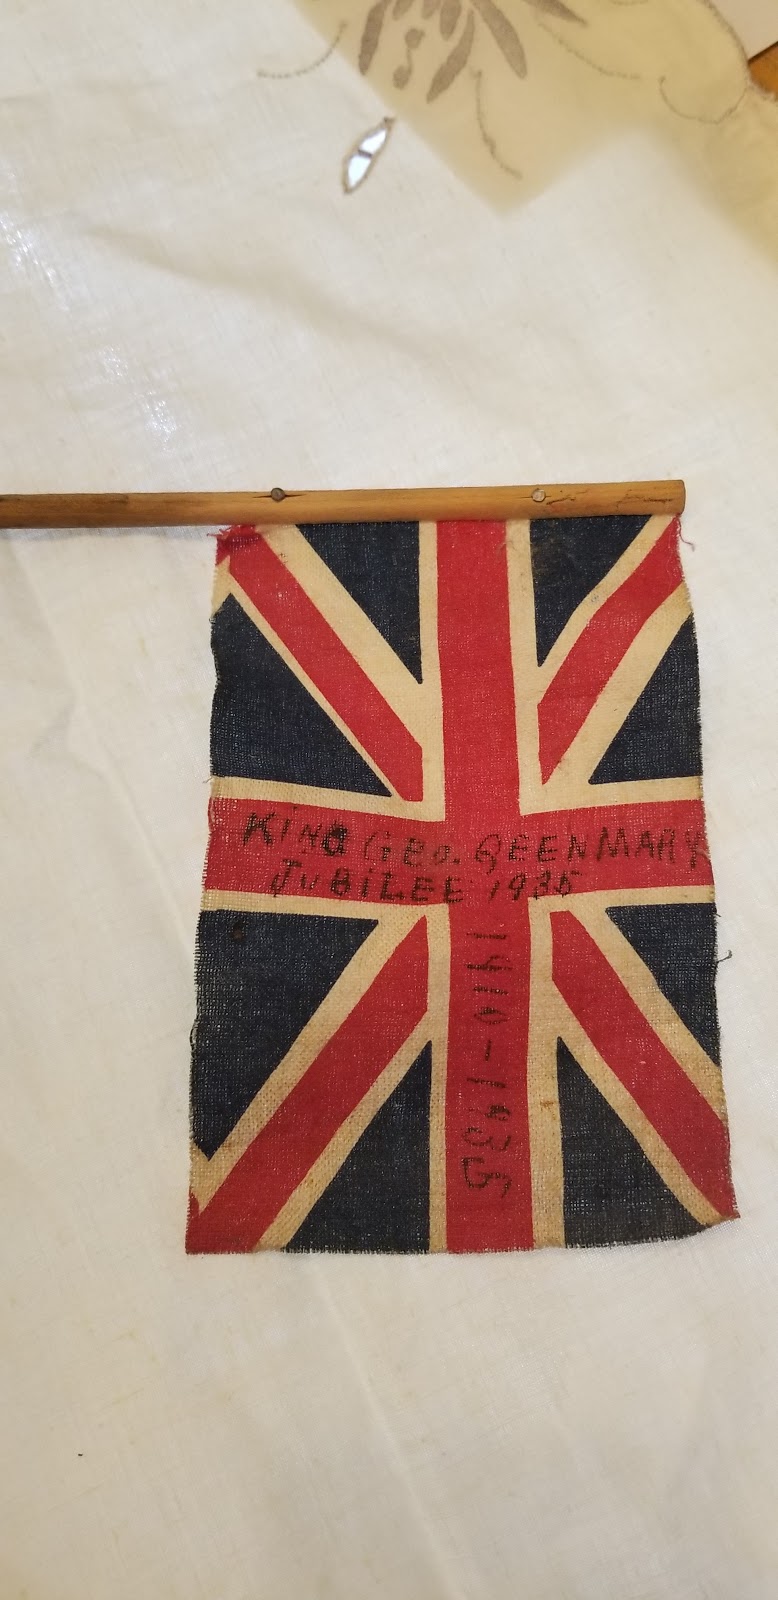 KING GEO. QEEN MARY
JUBILEE 1935
1910-1935